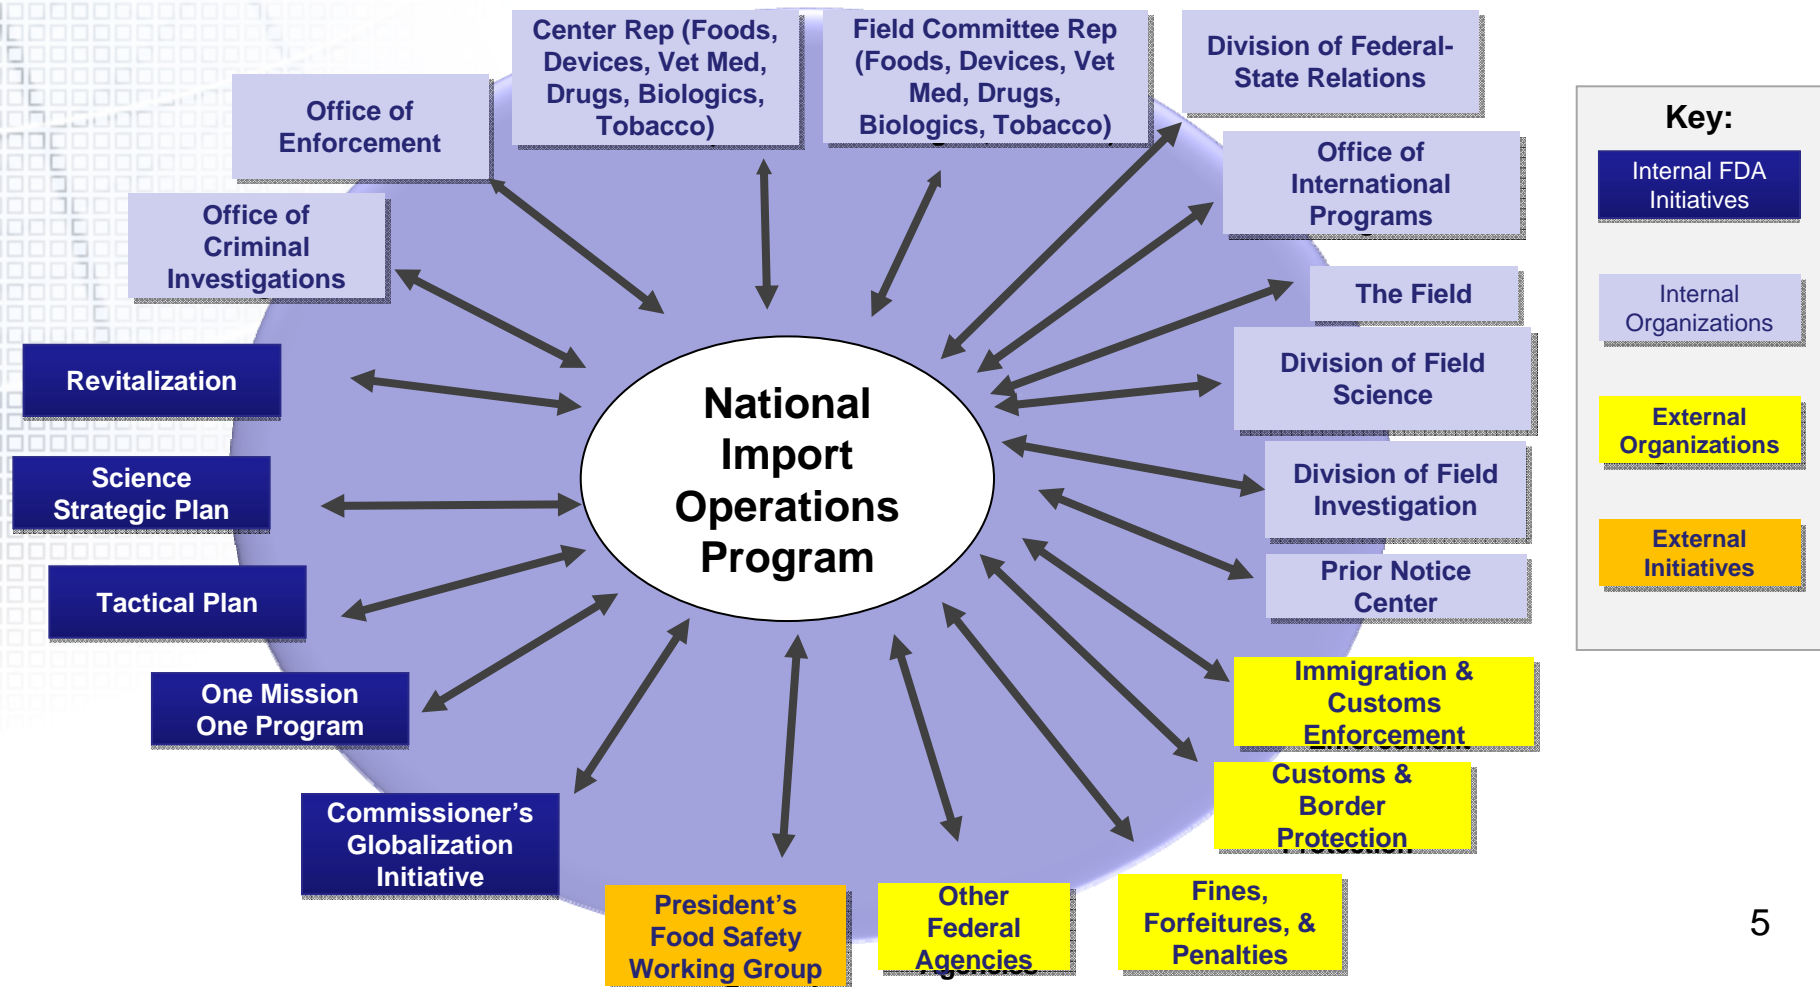 Center Rep (Foods,
Devices, Vet Med,
Drugs, Biologics,
Tobacco)
Field Committee Rep
(Foods, Devices, Vet
Med, Drugs,
Biologics, Tobacco)
Division of Federal-
State Relations
Office of
Enforcement
Office of
International
Programs
Office of
Criminal
Investigations
The Field
Revitalization
Division of Field
Science
Science
Strategic Plan
Division of Field
Investigation
Tactical Plan
Prior Notice
Center
One Mission
One Program
Immigration &
Customs
Enforcement
Commissioner’s
Globalization
Initiative
Customs &
Border
Protection
President’s
Food Safety
Working Group
Other
Federal
Agencies
Fines,
Forfeitures, &
Penalties
National
Import
Operations
Program
Key:
Internal FDA
Initiatives
Internal
Organizations
External
Organizations
External
Initiatives
5